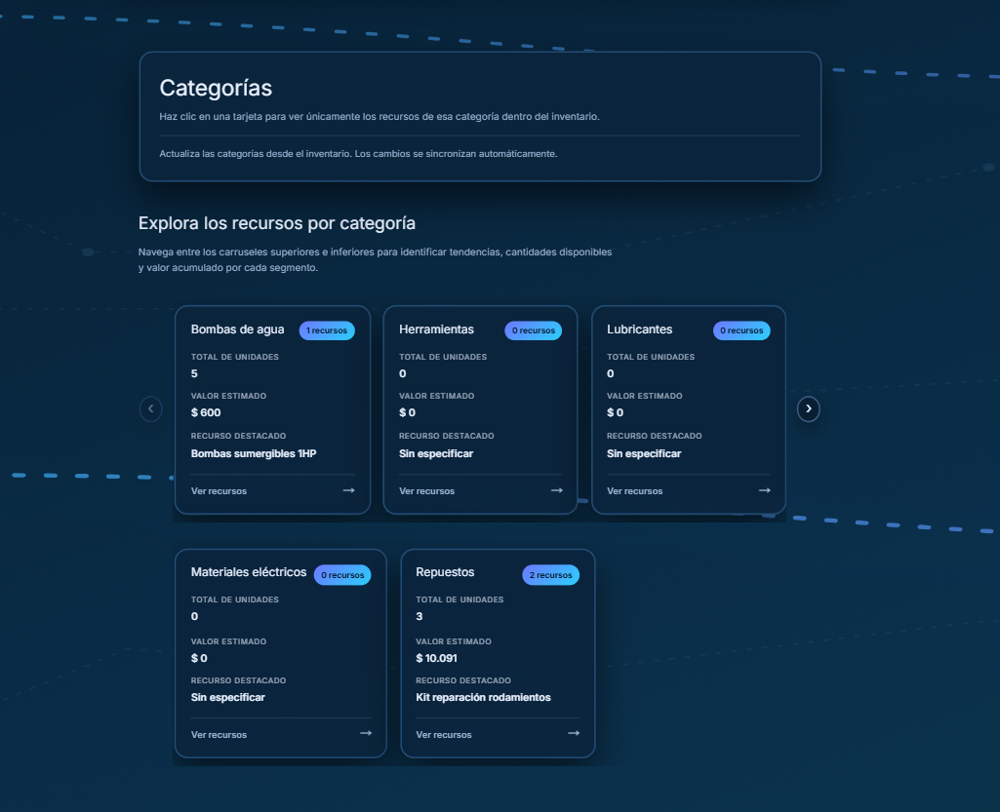 Categorías
Haz clic en una tarjeta para ver únicamente los recursos de esa categoría dentro del inventario.
Actualiza las categorías desde el inventario. Los cambios se sincronizan automáticamente.
Explora los recursos por categoría
Navega entre los carruseles superiores e inferiores para identificar tendencias, cantidades disponibles
y valor acumulado por cada segmento.
Bombas de agua
1 recursos
TOTAL DE UNIDADES
5
VALOR ESTIMADO
$ 600
RECURSO DESTACADO
Bombas sumergibles 1HP
Ver recursos →
Herramientas
0 recursos
TOTAL DE UNIDADES
0
VALOR ESTIMADO
$ 0
RECURSO DESTACADO
Sin especificar
Ver recursos →
Lubricantes
0 recursos
TOTAL DE UNIDADES
0
VALOR ESTIMADO
$ 0
RECURSO DESTACADO
Sin especificar
Ver recursos →
Materiales eléctricos
0 recursos
TOTAL DE UNIDADES
0
VALOR ESTIMADO
$ 0
RECURSO DESTACADO
Sin especificar
Ver recursos →
Repuestos
2 recursos
TOTAL DE UNIDADES
3
VALOR ESTIMADO
$ 10.091
RECURSO DESTACADO
Kit reparación rodamientos
Ver recursos →